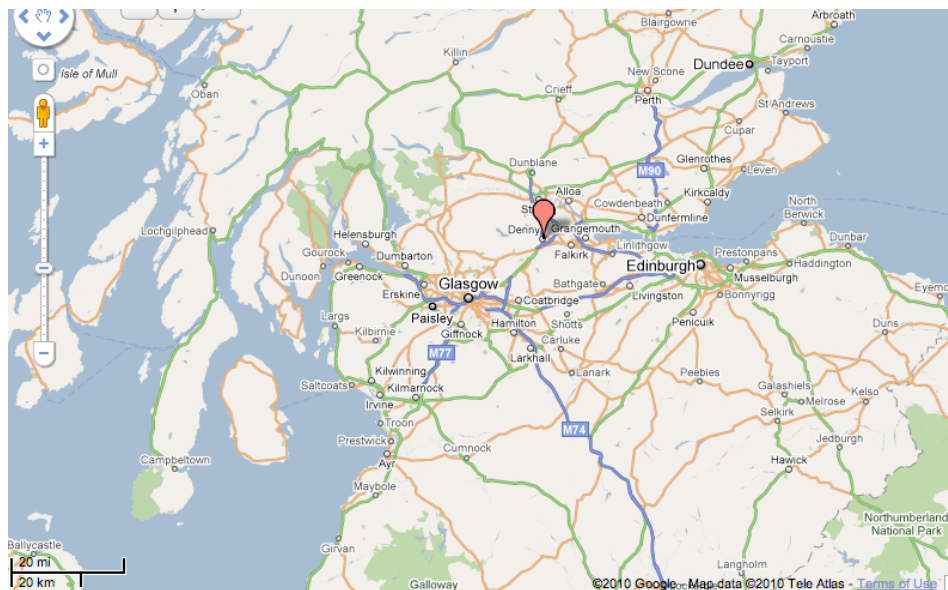 Arbroath
Blairgowrie
Carnoustie
Killin
Dundee
Tayport
Isle of Mull
New Scone
Oban
Crieff
Perth
St Andrews
Cupar
Dunblane
Glenrothes
M90
Leven
Alloa
Kirkcaldy
Cowdenbeath
St
Dunfermline
North
Berwick
Lochgilphead
Denny
Grangemouth
Helensburgh
Linlithgow
Dunbar
Gourock
Dumbarton
Falkirk
Prestonpans
Haddington
Dunoon
Greenock
Edinburgh
Musselburgh
Glasgow
Bathgate
Erskine
Coatbridge
Livingston
Bonnyrigg
Eyemo
Paisley
Largs
Hamilton
Shotts
Penicuik
Kilbirnie
Giffnock
Duns
Carluke
M77
Larkhall
Kilwinning
Lanark
Peebles
Saltcoats
Kilmarnock
Galashiels
Kelso
Irvine
Melrose
Selkirk
Troon
M74
Prestwick
Jedburgh
Cumnock
Campbeltown
Ayr
Hawick
Maybole
Northumberland
National Park
Ballycastle
Girvan
20 mi
Langholm
20 km
Galloway
©2010 Google - Map data ©2010 Tele Atlas - Terms of Use